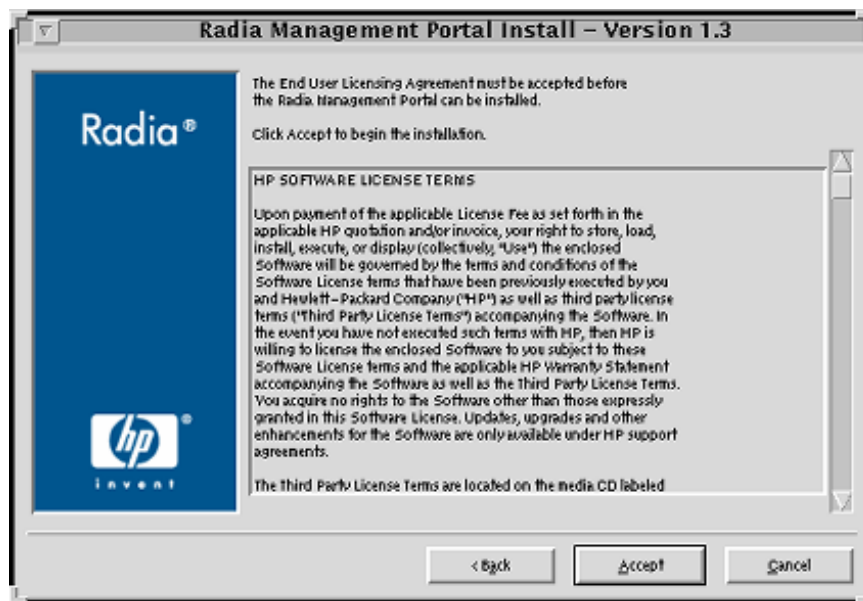 Radia Management Portal Install – Version 1.3
Radia®
The End User Licensing Agreement must be accepted before
the Radia Management Portal can be installed.
Click Accept to begin the installation.
HP SOFTWARE LICENSE TERMS
Upon payment of the applicable License Fee as set forth in the
applicable HP quotation and/or invoice, your right to store, load,
install, execute, or display (collectively, "Use") the enclosed
Software will be governed by the terms and conditions of the
Software License terms that have been previously executed by you
and Hewlett-Packard Company ("HP") as well as third party license
terms ("Third Party License Terms") accompanying the Software. In
the event you have not executed such terms with HP, then HP is
willing to license the enclosed Software to you subject to these
Software License terms and the applicable HP Warranty Statement
accompanying the Software as well as the Third Party License Terms.
You acquire no rights to the Software other than those expressly
granted in this Software License. Updates, upgrades and other
enhancements for the Software are only available under HP support
agreements.
The Third Party License Terms are located on the media CD labeled
hp®
invent
< Back
Accept
Cancel